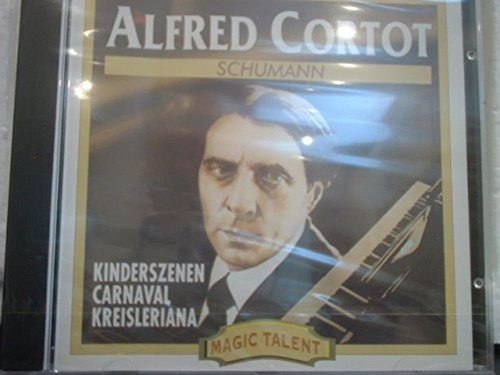 ALFRED CORTOT
SCHUMANN
KINDERSZENEN
CARNAVAL
KREISLERIANA
MAGIC TALENT